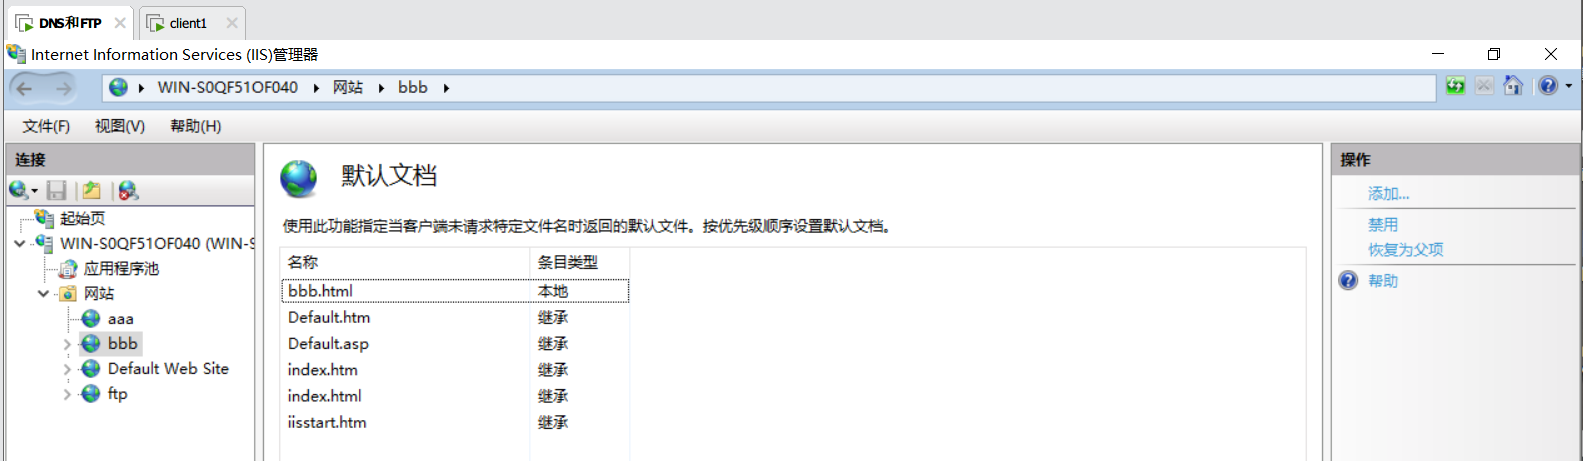 DNS和FTP
client1
Internet Information Services (IIS)管理器
WIN-S0QF51OF040 网站 bbb
文件(F) 视图(V) 帮助(H)
连接
起始页
WIN-S0QF51OF040 (WIN-S
应用程序池
网站
aaa
bbb
Default Web Site
ftp
默认文档
使用此功能指定当客户端未请求特定文件名时返回的默认文件。按优先级顺序设置默认文档。
名称 条目类型
bbb.html 本地
Default.htm 继承
Default.asp 继承
index.htm 继承
index.html 继承
iisstart.htm 继承
操作
添加...
禁用
恢复为父项
帮助